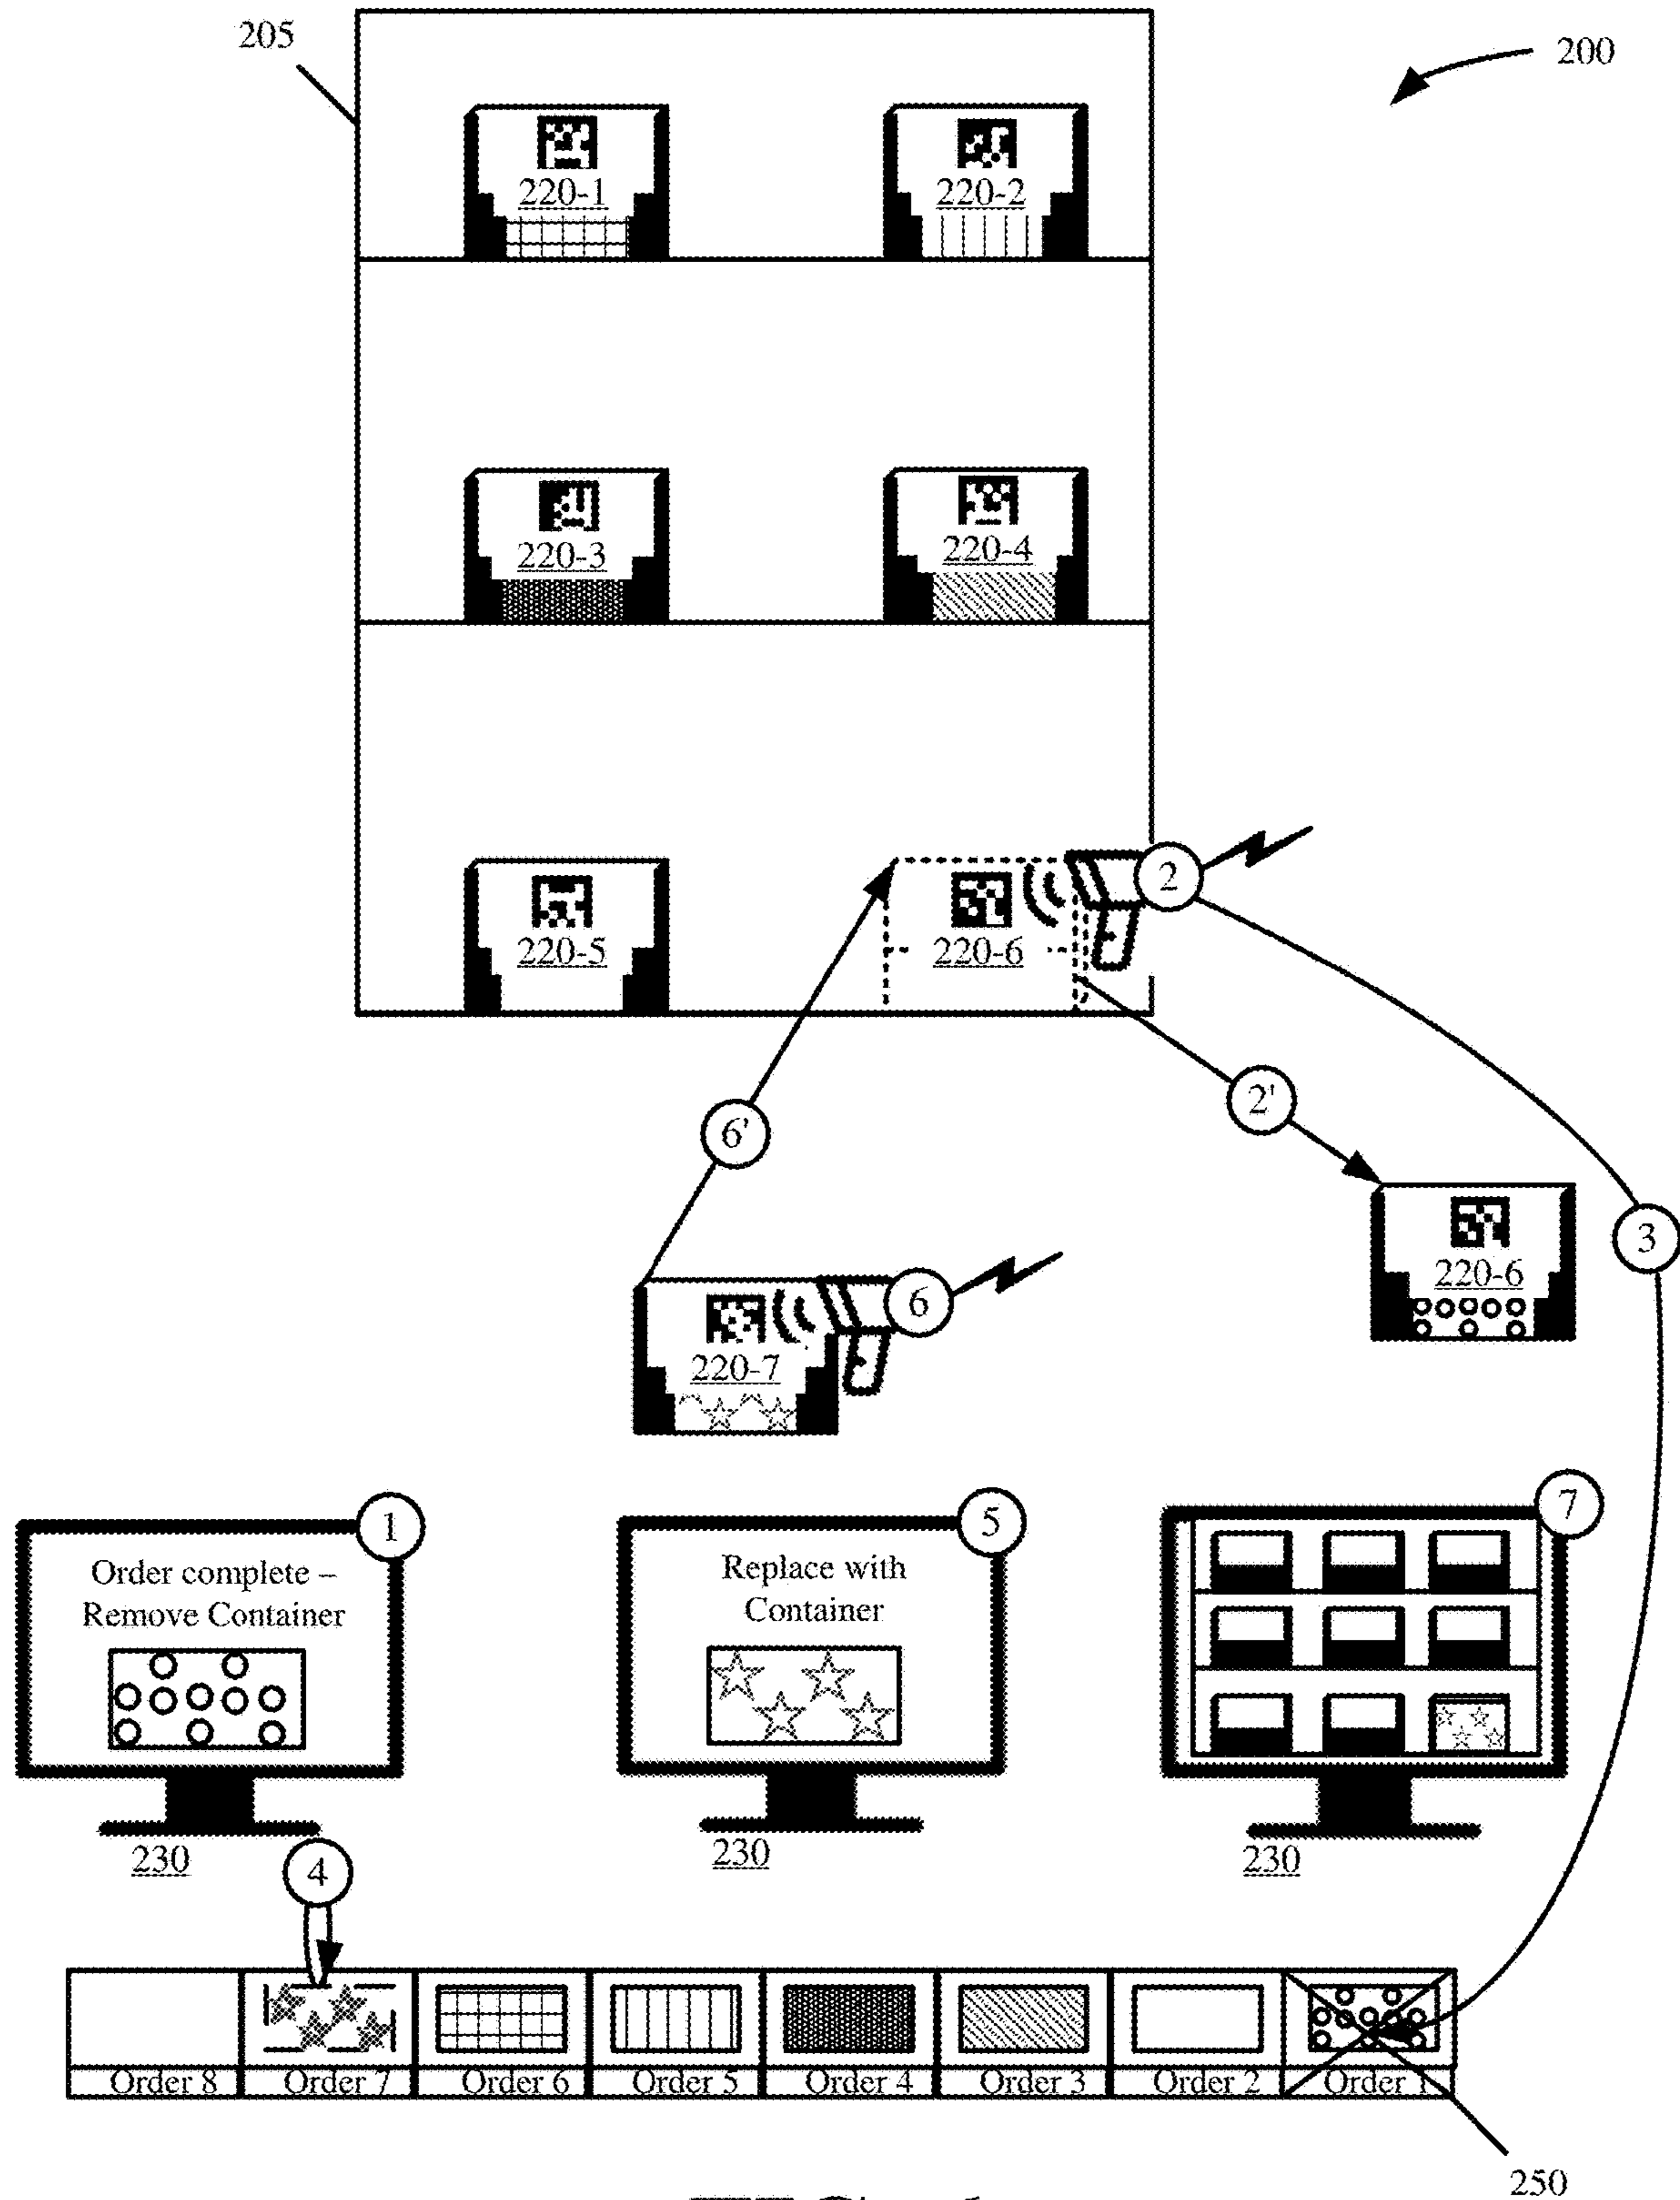 205
200
220-1
220-2
220-3
220-4
2
220-5
220-6
2'
6'
3
220-6
6
220-7
1
5
7
Order complete –
Remove Container
Replace with
Container
230
230
230
4
Order 8
Order 7
Order 6
Order 5
Order 4
Order 3
Order 2
Order 1
250